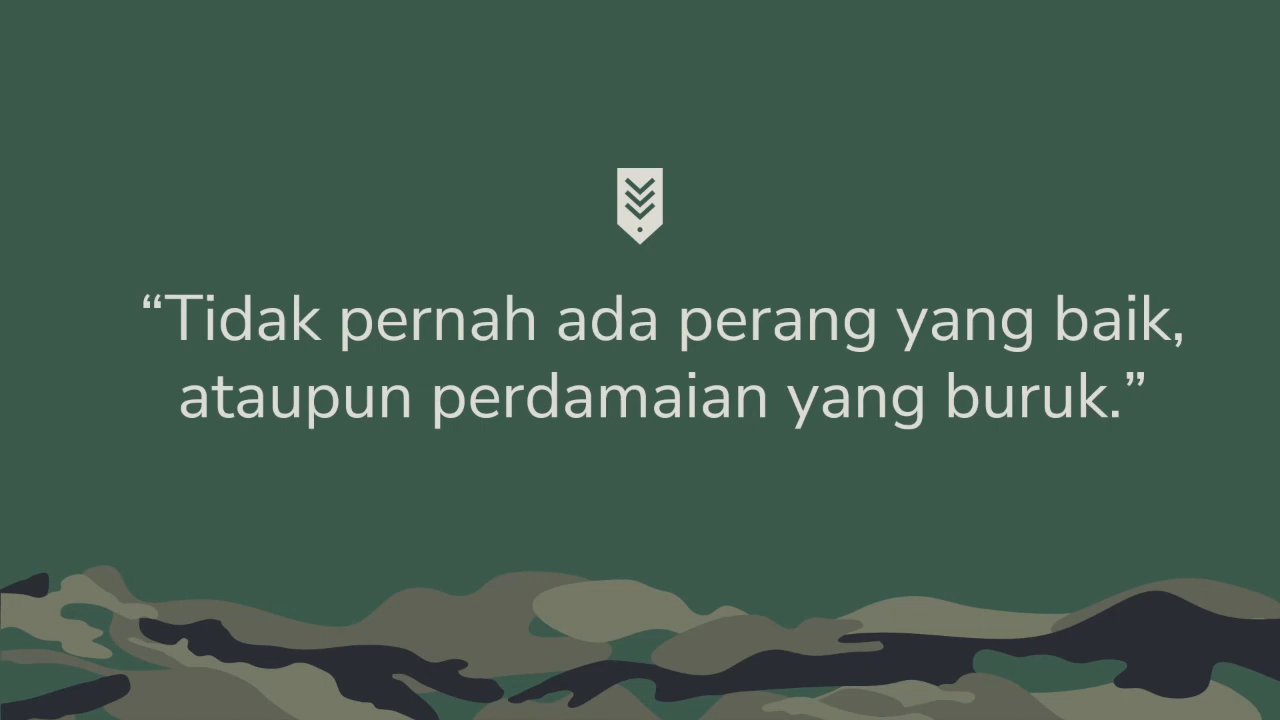 “Tidak pernah ada perang yang baik,
ataupun perdamaian yang buruk.”